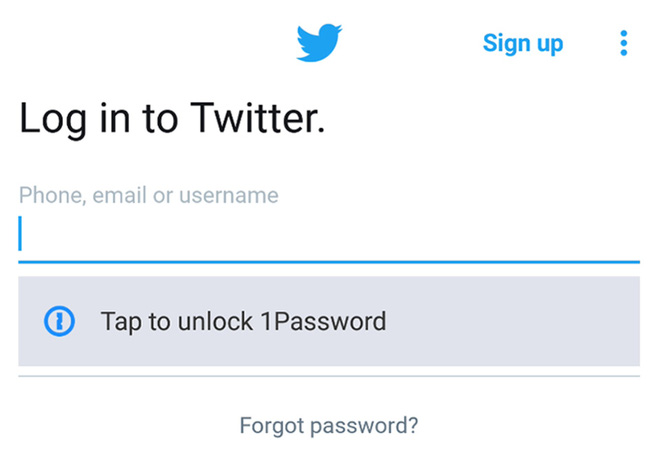 Sign up
Log in to Twitter.
Phone, email or username
Tap to unlock 1Password
Forgot password?